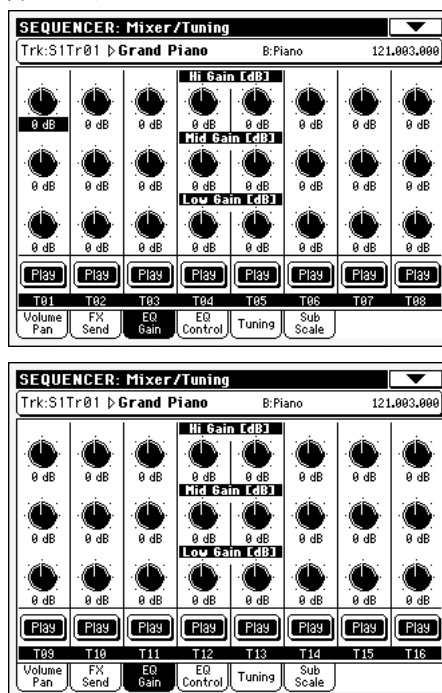 SEQUENCER: Mixer/Tuning
Trk:S1Tr01 ▷Grand Piano B:Piano 121.003.000
Hi Gain [dB]
0 dB 0 dB 0 dB 0 dB 0 dB 0 dB 0 dB 0 dB
Mid Gain [dB]
0 dB 0 dB 0 dB 0 dB 0 dB 0 dB 0 dB 0 dB
Low Gain [dB]
0 dB 0 dB 0 dB 0 dB 0 dB 0 dB 0 dB 0 dB
Play Play Play Play Play Play Play Play
T01 T02 T03 T04 T05 T06 T07 T08
Volume FX EQ EQ Tuning Sub
Pan Send Gain Control Scale
SEQUENCER: Mixer/Tuning
Trk:S1Tr01 ▷Grand Piano B:Piano 121.003.000
Hi Gain [dB]
0 dB 0 dB 0 dB 0 dB 0 dB 0 dB 0 dB 0 dB
Mid Gain [dB]
0 dB 0 dB 0 dB 0 dB 0 dB 0 dB 0 dB 0 dB
Low Gain [dB]
0 dB 0 dB 0 dB 0 dB 0 dB 0 dB 0 dB 0 dB
Play Play Play Play Play Play Play Play
T09 T10 T11 T12 T13 T14 T15 T16
Volume FX EQ EQ Tuning Sub
Pan Send Gain Control Scale